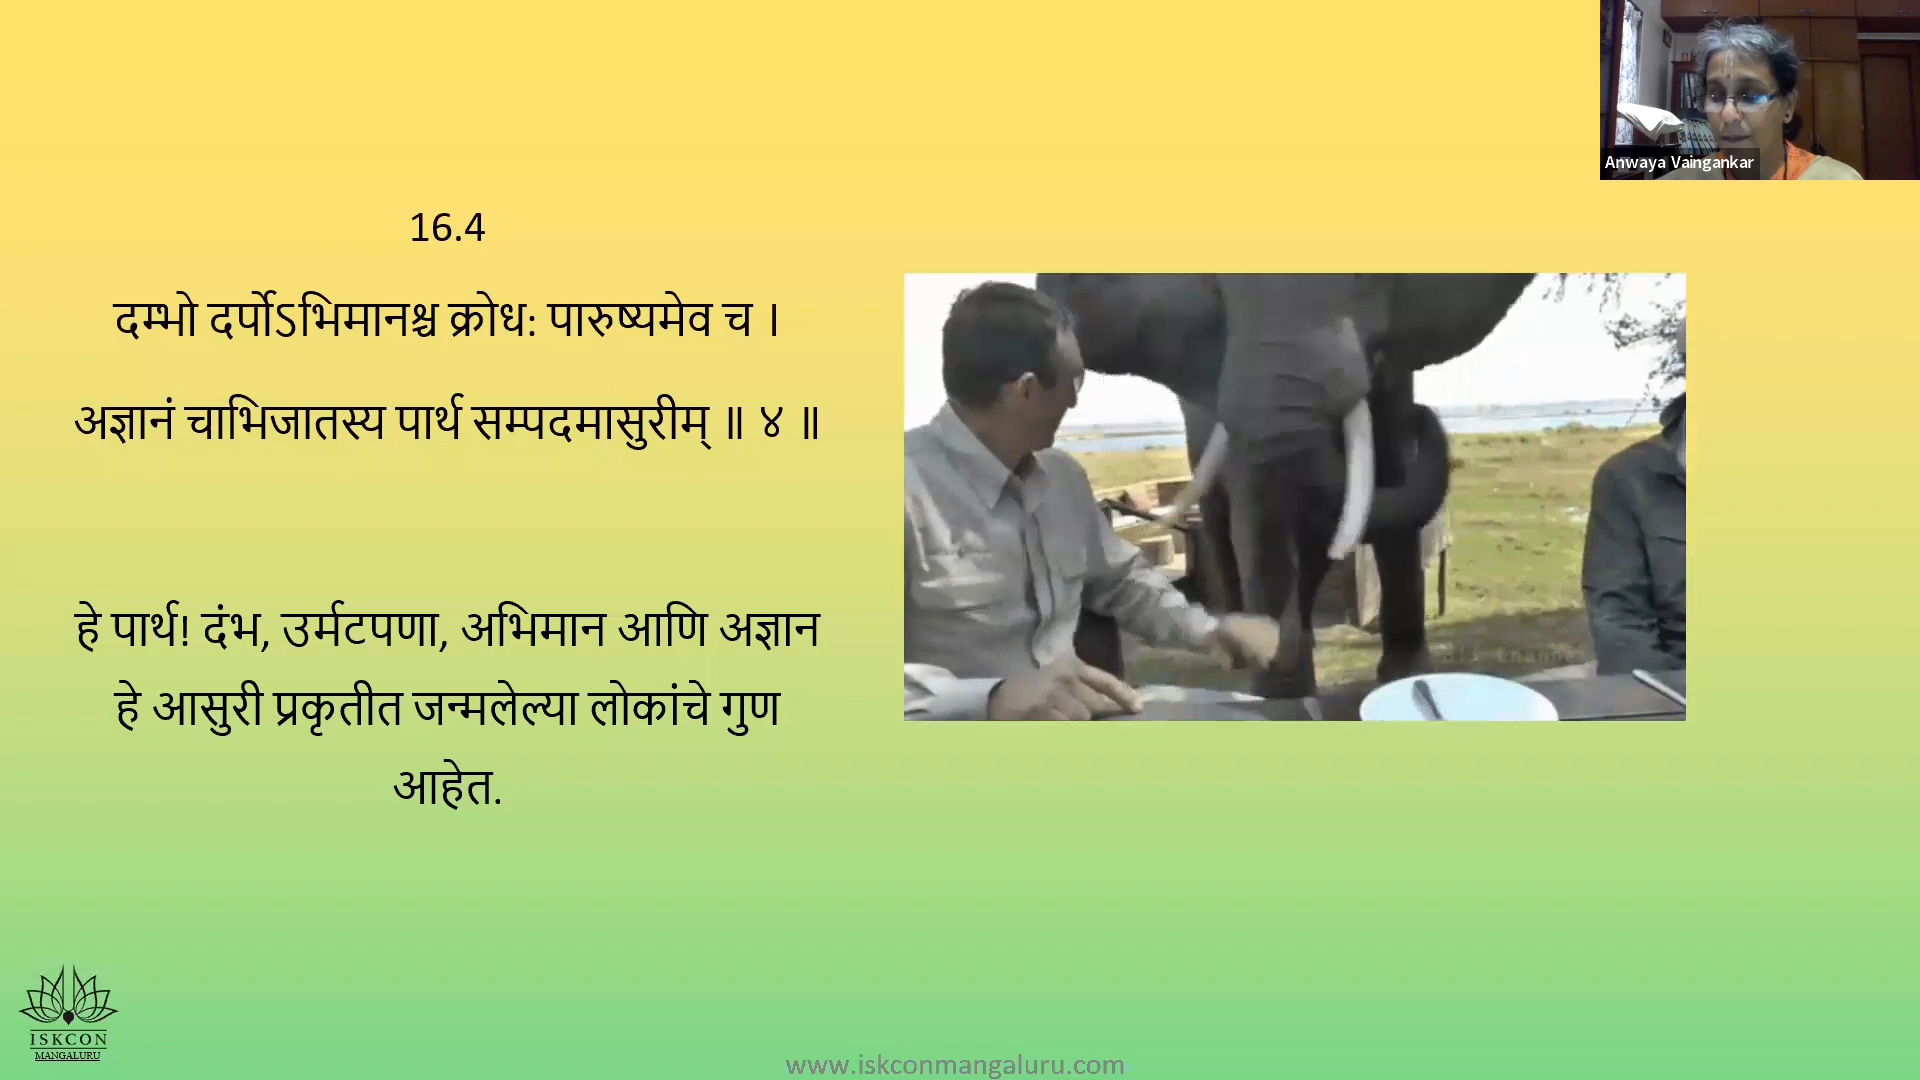 Anwaya Vaingankar
16.4
दम्भो दर्पोऽभिमानश्च क्रोधः पारुष्यमेव च ।
अज्ञानं चाभिजातस्य पार्थ सम्पदमासुरीम् ॥ ४ ॥
हे पार्थ! दंभ, उर्मटपणा, अभिमान आणि अज्ञान
हे आसुरी प्रकृतीत जन्मलेल्या लोकांचे गुण
आहेत.
ISKCON
MANGALURU
www.iskconmangaluru.com